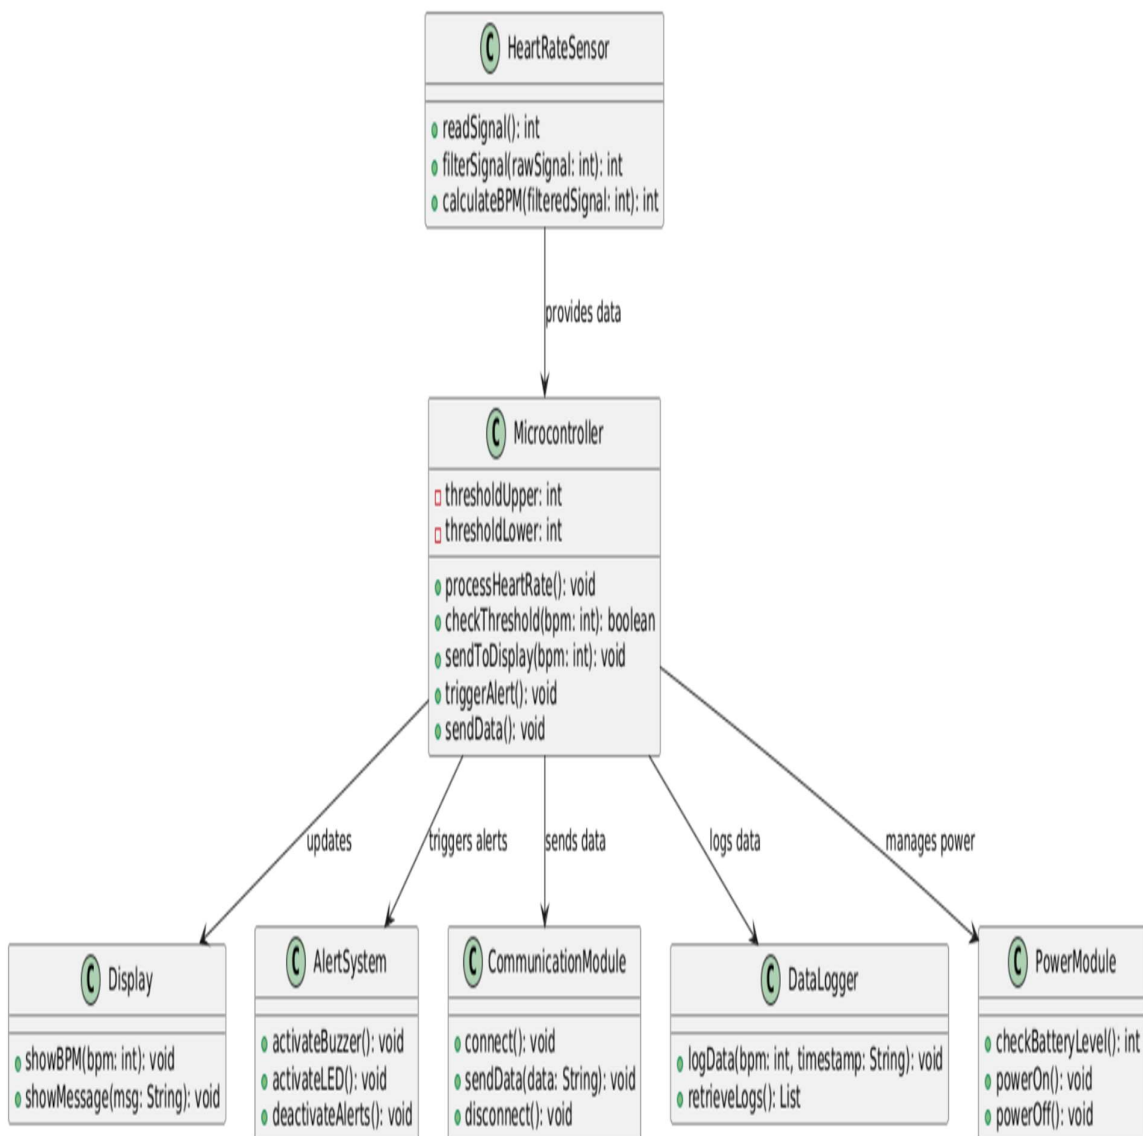 C HeartRateSensor
readSignal(): int
filterSignal(rawSignal: int): int
calculateBPM(filteredSignal: int): int
provides data
C Microcontroller
thresholdUpper: int
thresholdLower: int
processHeartRate(): void
checkThreshold(bpm: int): boolean
sendToDisplay(bpm: int): void
triggerAlert(): void
sendData(): void
updates
triggers alerts
sends data
logs data
manages power
C Display
showBPM(bpm: int): void
showMessage(msg: String): void
C AlertSystem
activateBuzzer(): void
activateLED(): void
deactivateAlerts(): void
C CommunicationModule
connect(): void
sendData(data: String): void
disconnect(): void
C DataLogger
logData(bpm: int, timestamp: String): void
retrieveLogs(): List
C PowerModule
checkBatteryLevel(): int
powerOn(): void
powerOff(): void